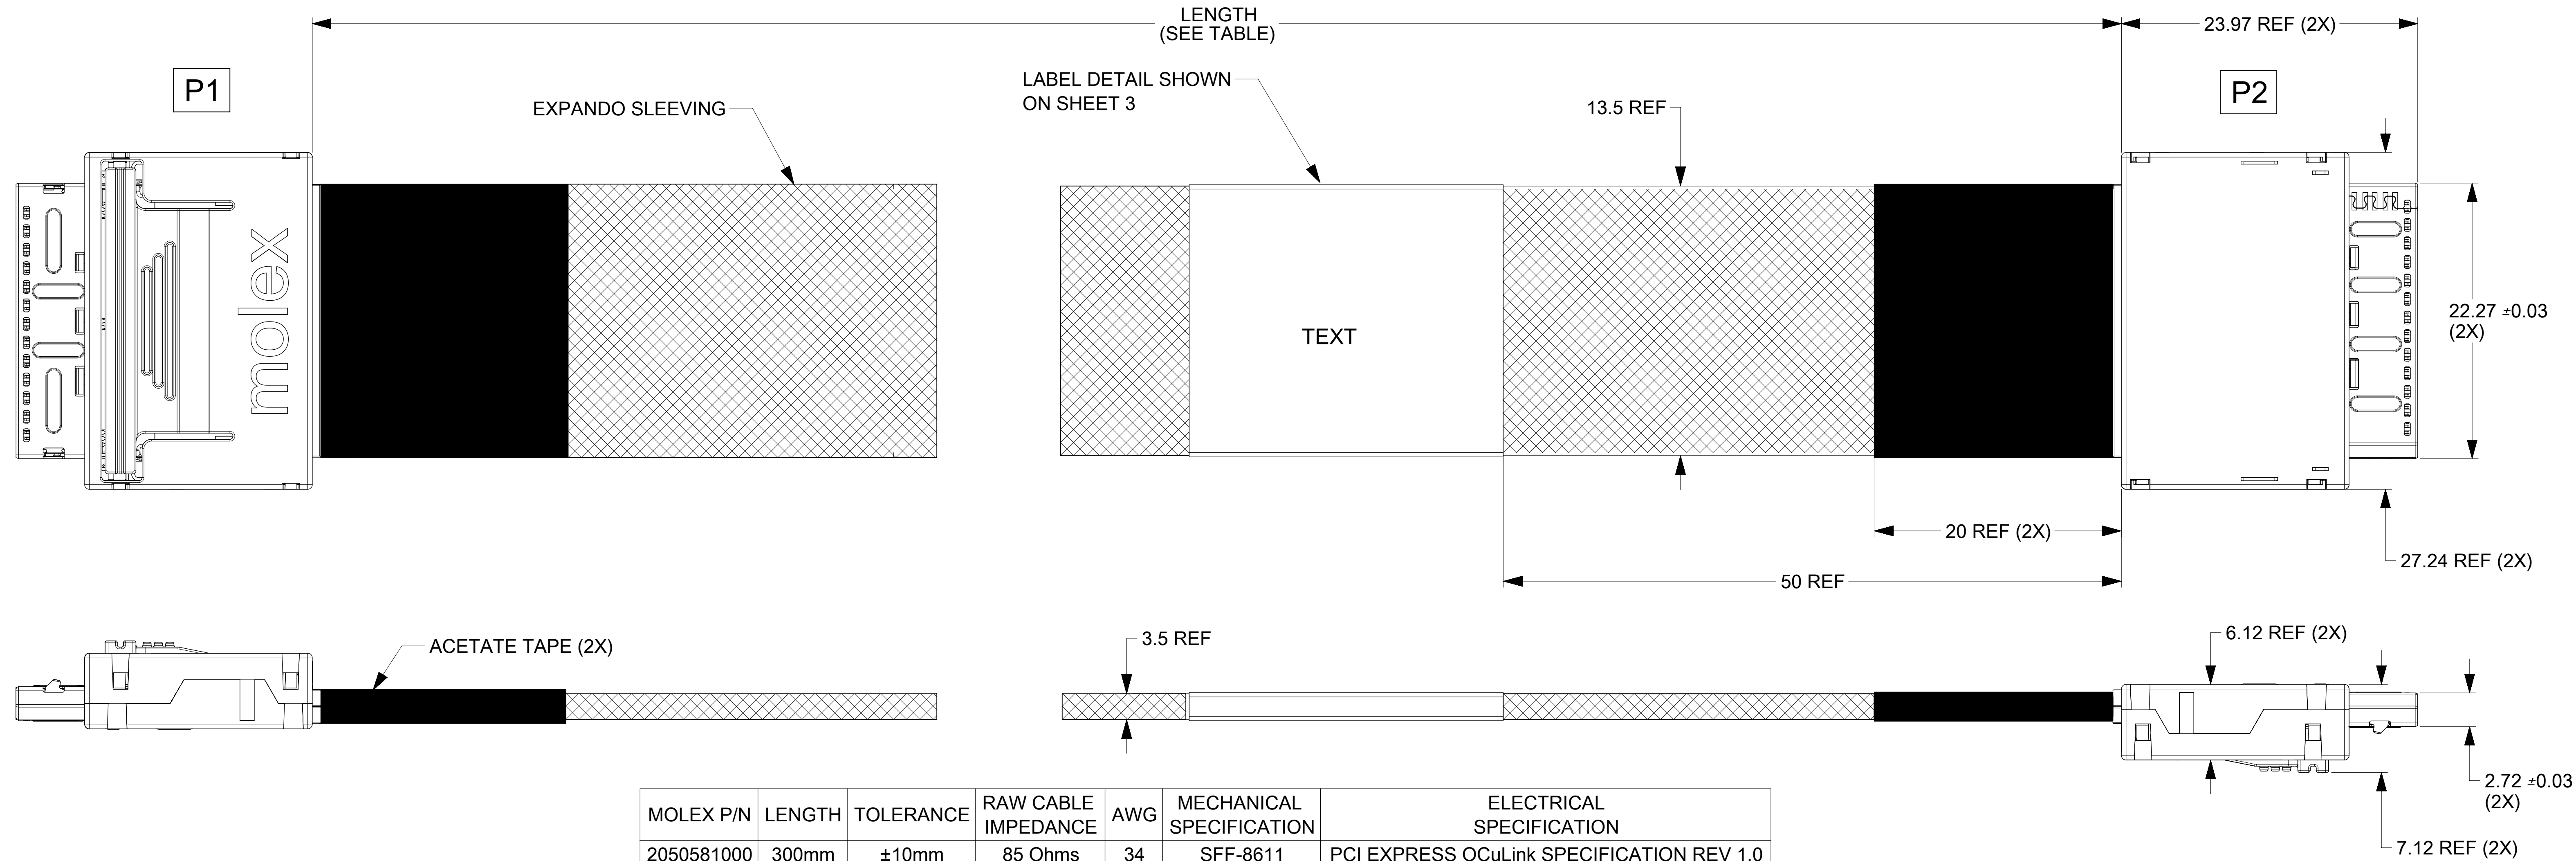 LENGTH
(SEE TABLE)
23.97 REF (2X)
P1
LABEL DETAIL SHOWN
ON SHEET 3
EXPANDO SLEEVING
13.5 REF
P2
molex
TEXT
22.27 ±0.03
(2X)
20 REF (2X)
27.24 REF (2X)
50 REF
ACETATE TAPE (2X)
3.5 REF
6.12 REF (2X)
2.72 ±0.03
(2X)
7.12 REF (2X)
MOLEX P/N LENGTH TOLERANCE RAW CABLE IMPEDANCE AWG MECHANICAL SPECIFICATION ELECTRICAL SPECIFICATION
2050581000 300mm ±10mm 85 Ohms 34 SFF-8611 PCI EXPRESS OCuLink SPECIFICATION REV 1.0